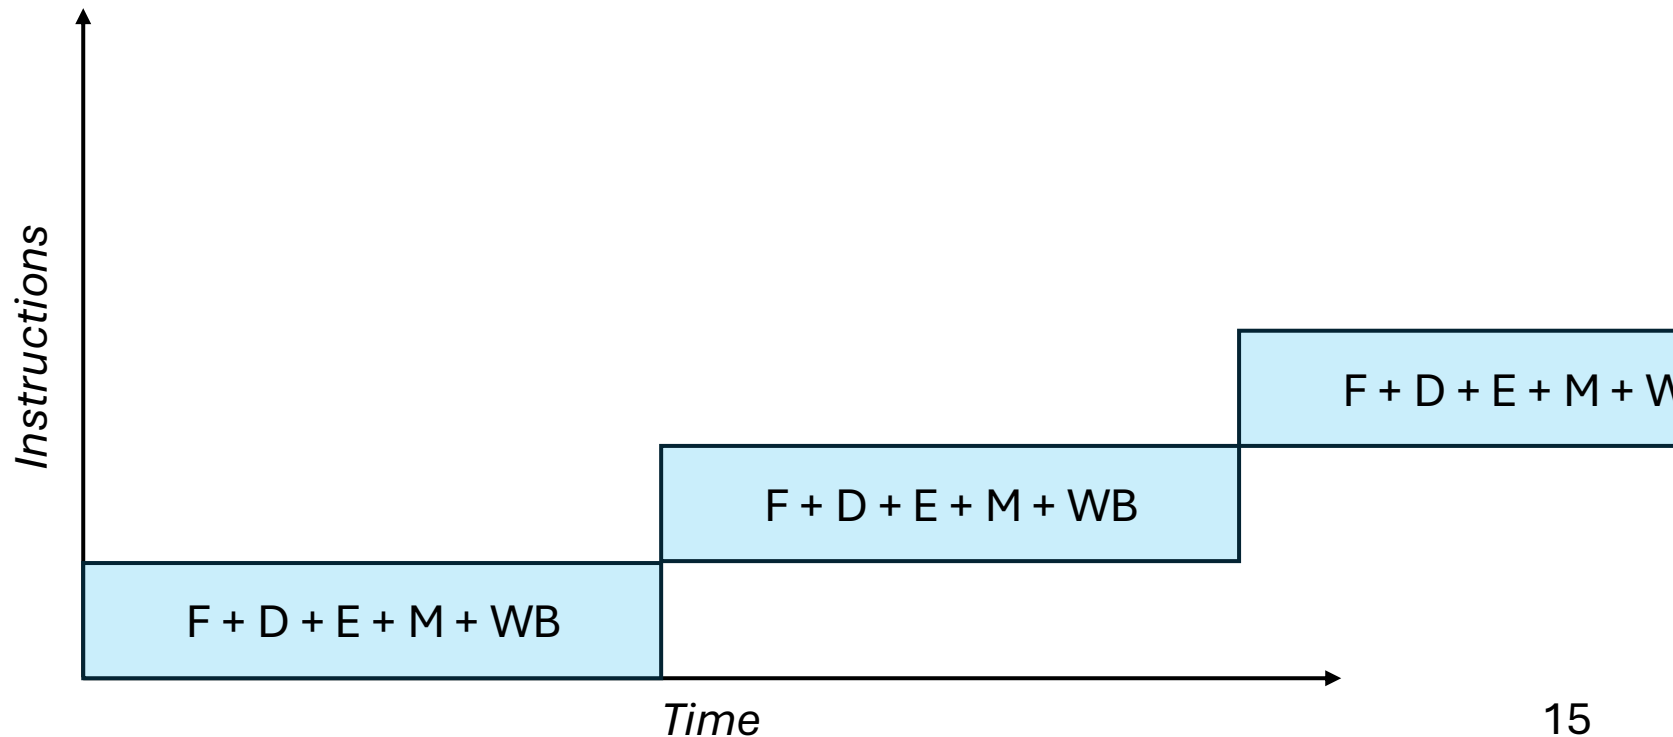 Instructions
F + D + E + M + W
F + D + E + M + WB
F + D + E + M + WB
Time
15